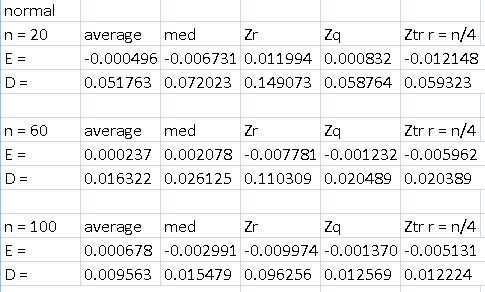 normal
n = 20 average med Zr Zq Ztr r = n/4
E = -0.000496 -0.006731 0.011994 0.000832 -0.012148
D = 0.051763 0.072023 0.149073 0.058764 0.059323
n = 60 average med Zr Zq Ztr r = n/4
E = 0.000237 0.002078 -0.007781 -0.001232 -0.005962
D = 0.016322 0.026125 0.110309 0.020489 0.020389
n = 100 average med Zr Zq Ztr r = n/4
E = 0.000678 -0.002991 -0.009974 -0.001370 -0.005131
D = 0.009563 0.015479 0.096256 0.012569 0.012224